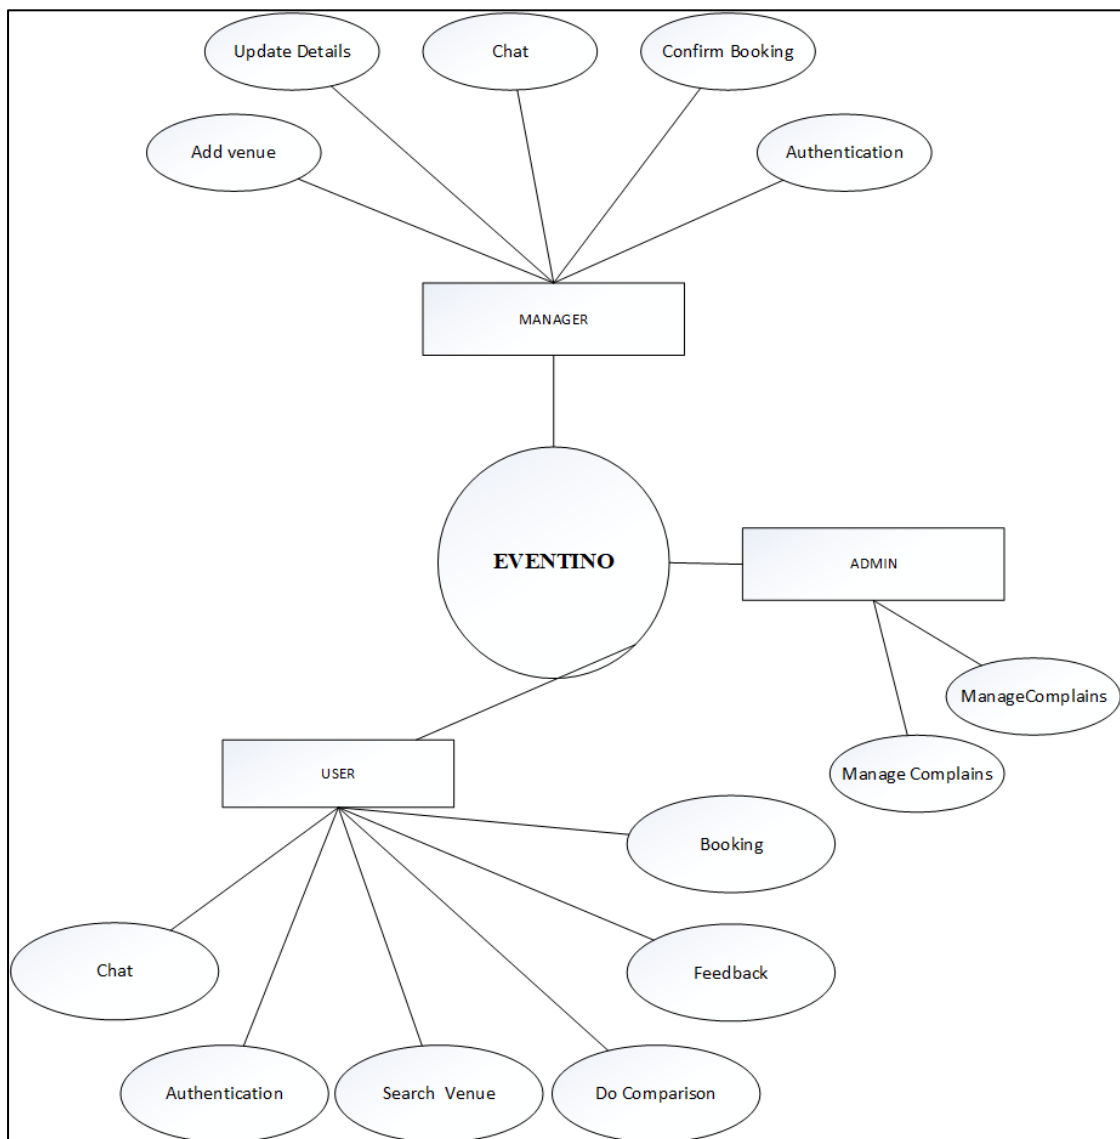 Update Details
Chat
Confirm Booking
Add venue
Authentication
MANAGER
EVENTINO
ADMIN
ManageComplains
Manage Complains
USER
Booking
Chat
Feedback
Authentication
Search Venue
Do Comparison